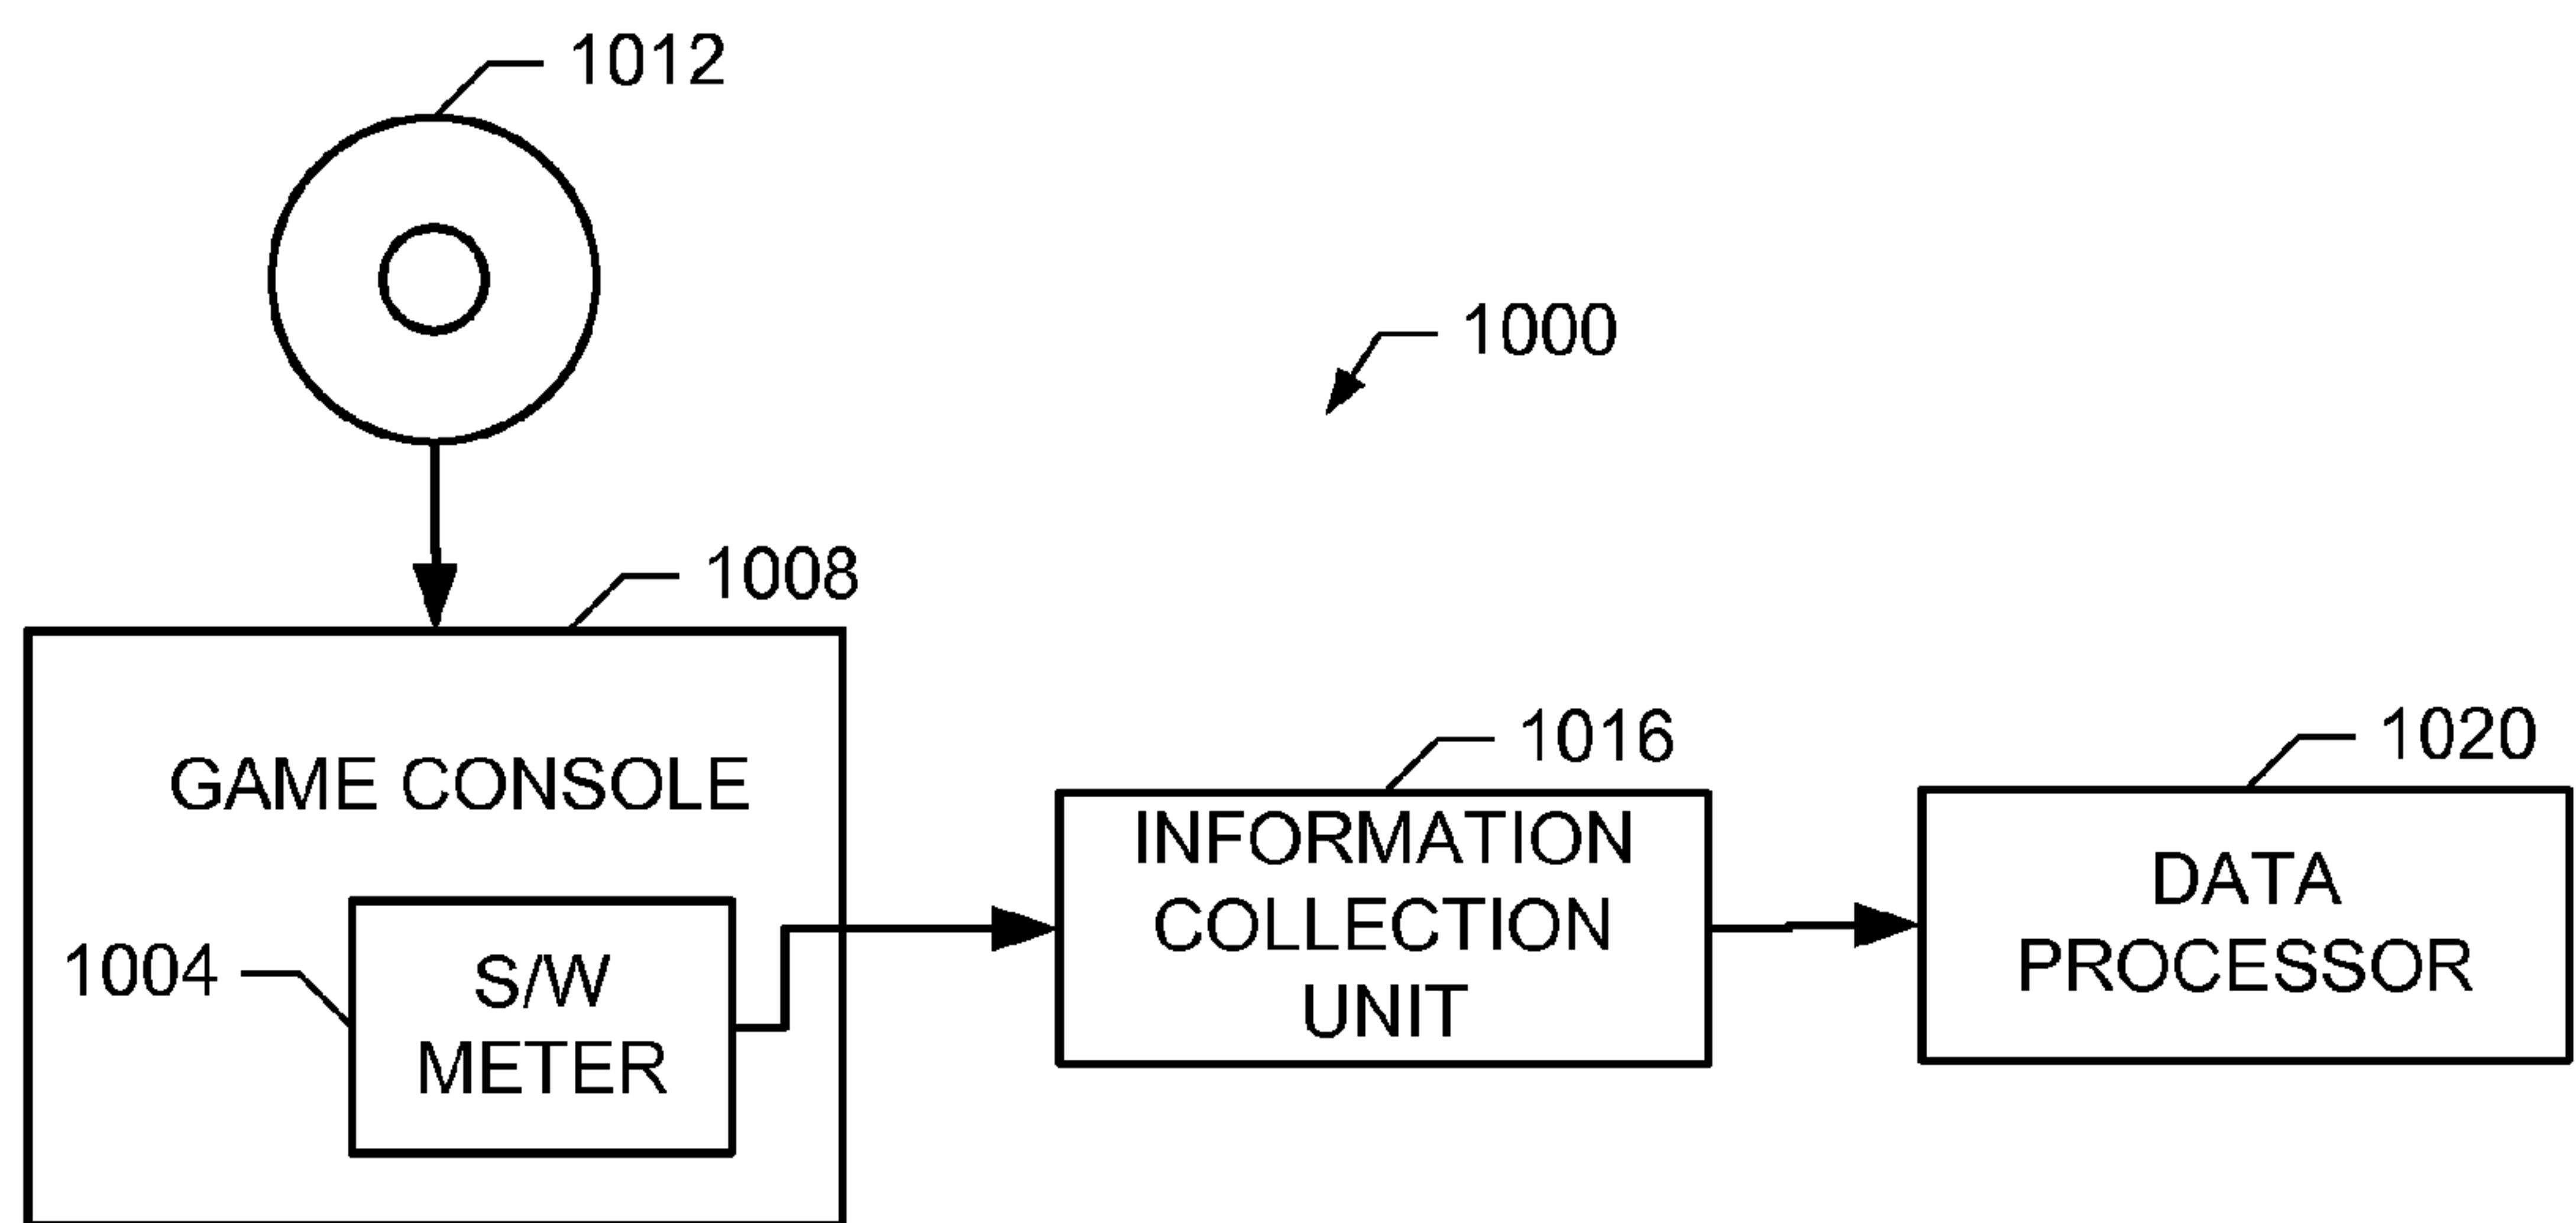 1012
1000
1008
GAME CONSOLE
1004
S/W
METER
1016
INFORMATION
COLLECTION
UNIT
1020
DATA
PROCESSOR